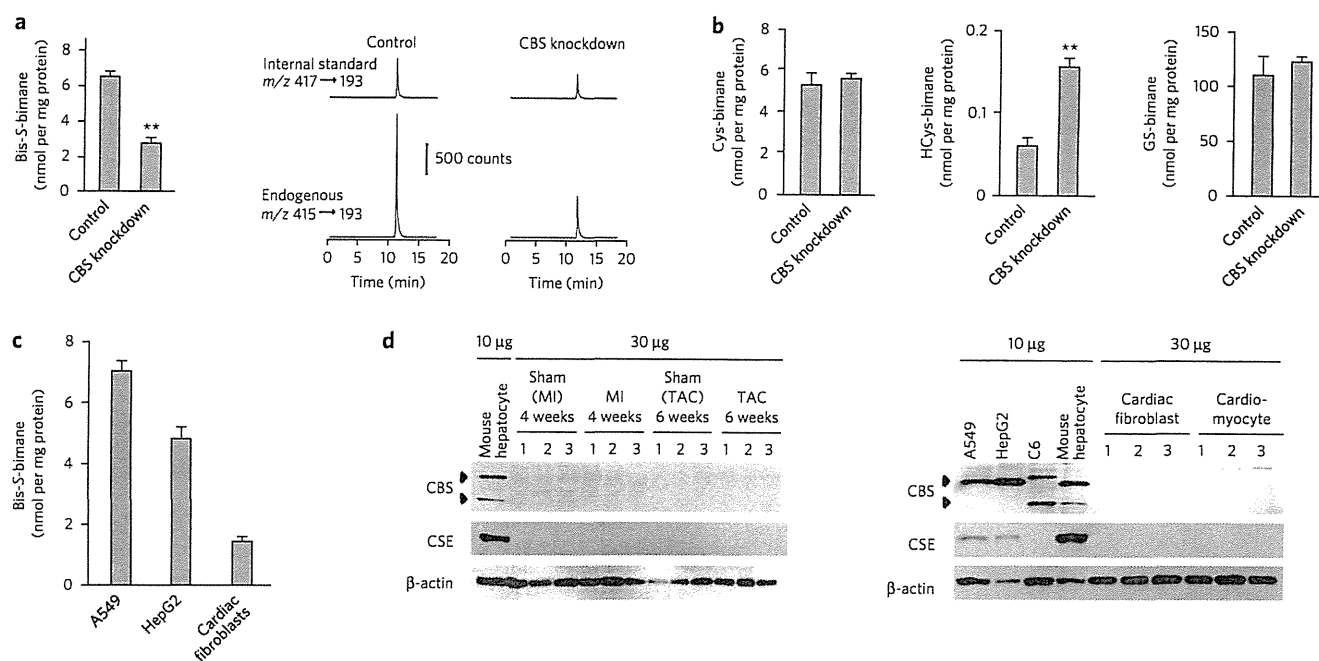 a
Bis-S-bimane
(nmol per mg protein)
8
6
4
2
0
Control
CBS knockdown
**
Control
CBS knockdown
Internal standard
m/z 417 → 193
500 counts
Endogenous
m/z 415 → 193
0 5 10 15 20
0 5 10 15 20
Time (min)
Time (min)
b
Cys-bimane
(nmol per mg protein)
8
6
4
2
0
Control
CBS knockdown
HCys-bimane
(nmol per mg protein)
0.2
0.1
0
**
Control
CBS knockdown
GS-bimane
(nmol per mg protein)
150
100
50
0
Control
CBS knockdown
c
Bis-S-bimane
(nmol per mg protein)
8
6
4
2
0
A549
HepG2
Cardiac
fibroblasts
d
10 µg
30 µg
Mouse
hepatocyte
Sham
(MI)
4 weeks
MI
4 weeks
Sham
(TAC)
6 weeks
TAC
6 weeks
1 2 3 1 2 3 1 2 3 1 2 3
CBS
CSE
β-actin
10 µg
30 µg
A549
HepG2
C6
Mouse
hepatocyte
Cardiac
fibroblast
Cardio-
myocyte
1 2 3 1 2 3
CBS
CSE
β-actin